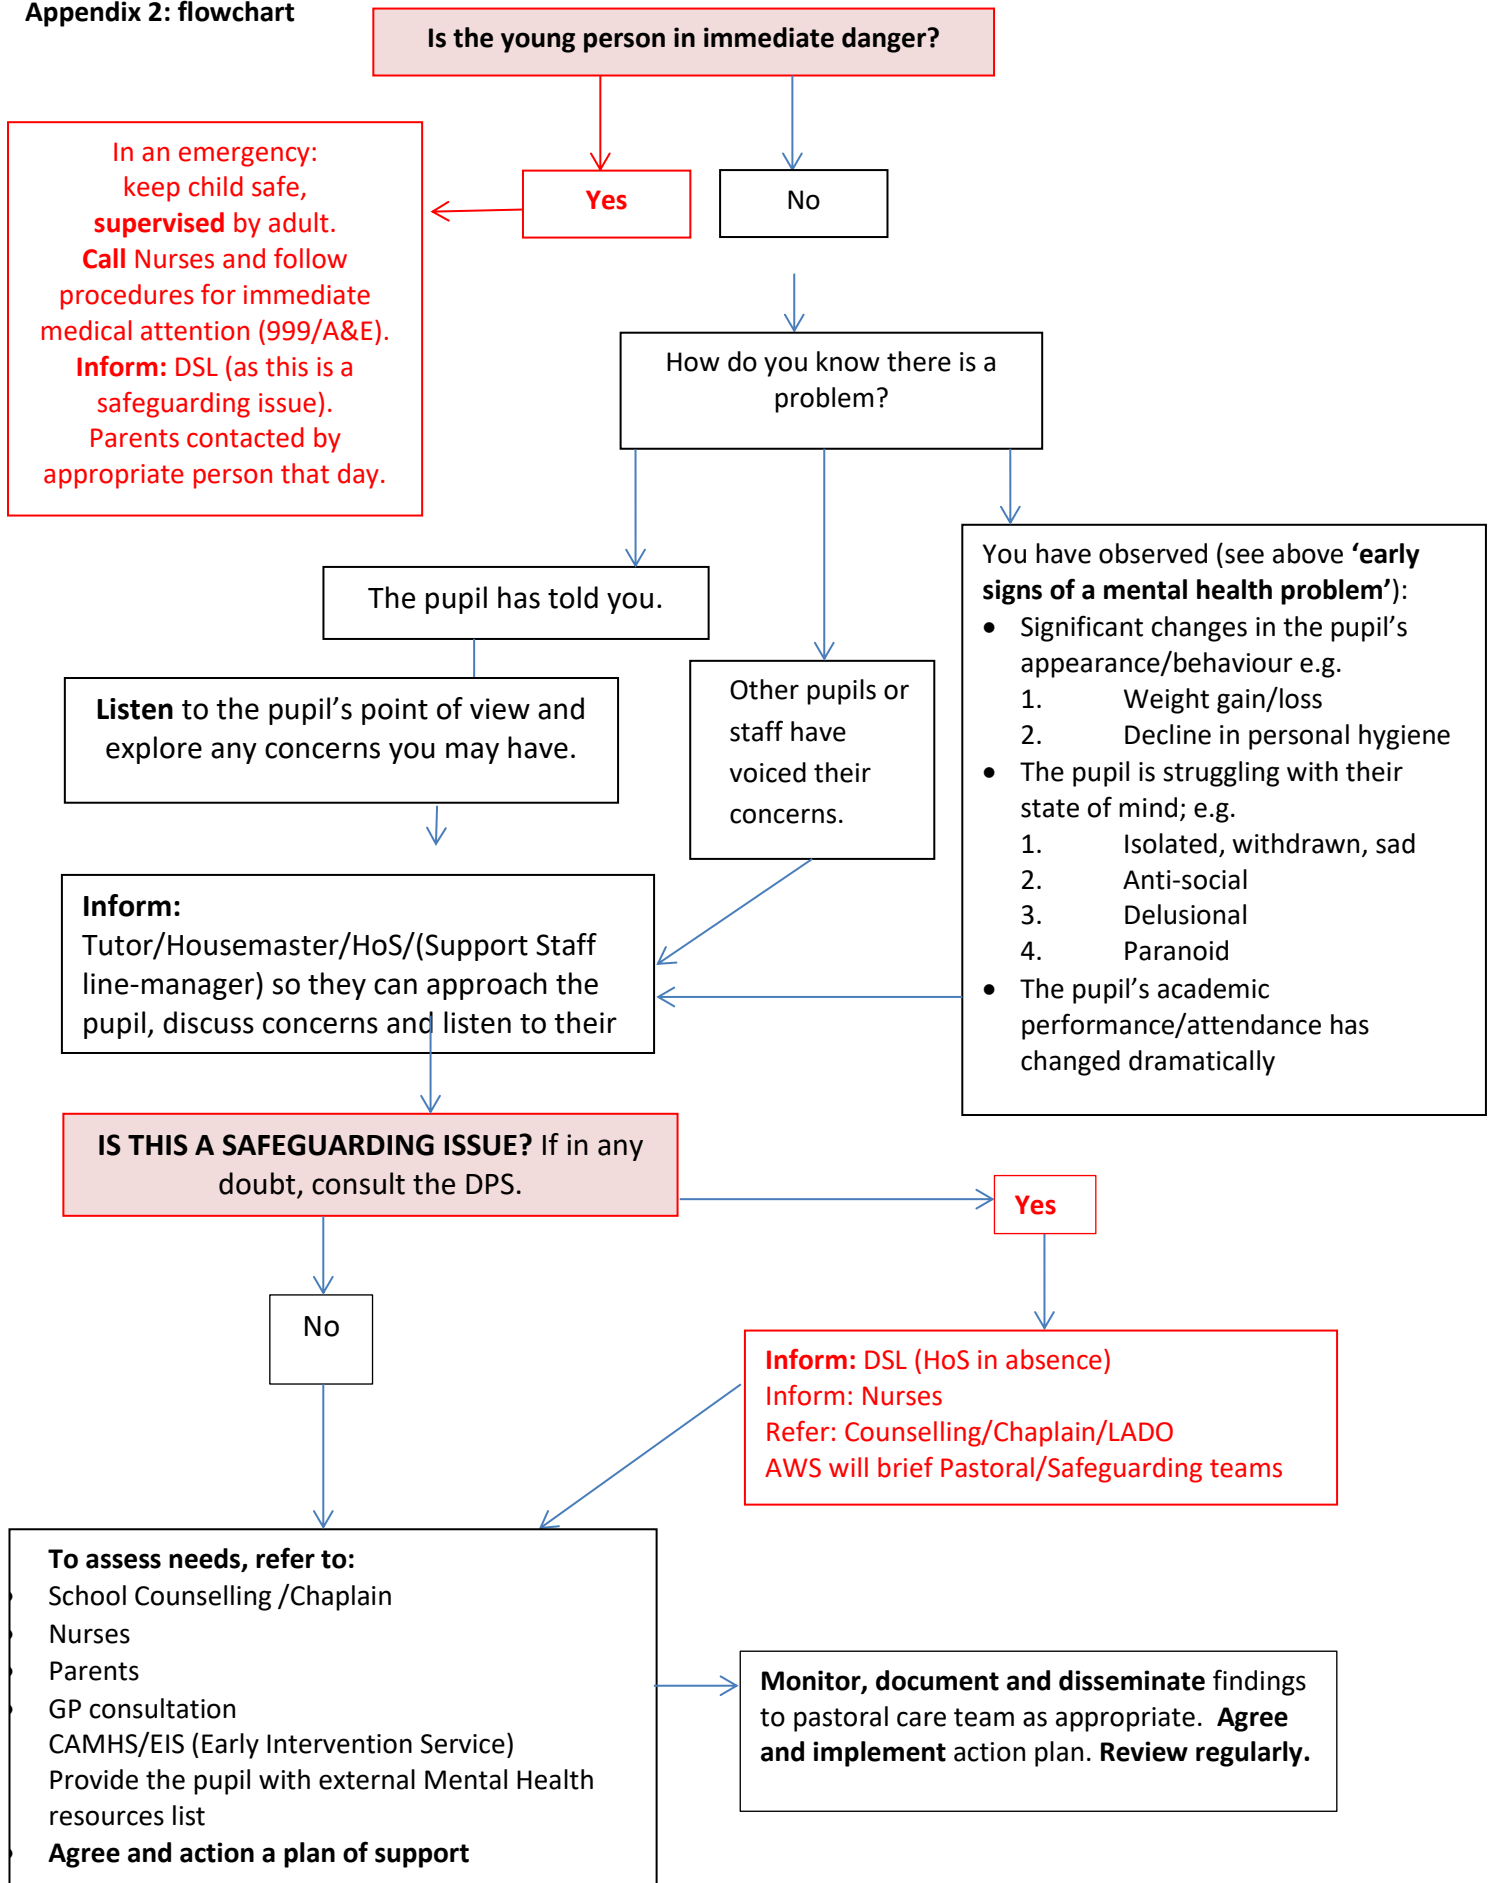 Appendix 2: flowchart
Is the young person in immediate danger?
In an emergency:
keep child safe,
supervised by adult.
Call Nurses and follow
procedures for immediate
medical attention (999/A&E).
Inform: DSL (as this is a
safeguarding issue).
Parents contacted by
appropriate person that day.
Yes
No
How do you know there is a
problem?
The pupil has told you.
Listen to the pupil's point of view and
explore any concerns you may have.
Other pupils or
staff have
voiced their
concerns.
You have observed (see above ‘early
signs of a mental health problem’):
• Significant changes in the pupil's
appearance/behaviour e.g.
1. Weight gain/loss
2. Decline in personal hygiene
• The pupil is struggling with their
state of mind; e.g.
1. Isolated, withdrawn, sad
2. Anti-social
3. Delusional
4. Paranoid
• The pupil's academic
performance/attendance has
changed dramatically
Inform:
Tutor/Housemaster/HoS/(Support Staff
line-manager) so they can approach the
pupil, discuss concerns and listen to their
IS THIS A SAFEGUARDING ISSUE? If in any
doubt, consult the DPS.
Yes
No
Inform: DSL (HoS in absence)
Inform: Nurses
Refer: Counselling/Chaplain/LADO
AWS will brief Pastoral/Safeguarding teams
To assess needs, refer to:
• School Counselling /Chaplain
• Nurses
• Parents
• GP consultation
CAMHS/EIS (Early Intervention Service)
Provide the pupil with external Mental Health
resources list
• Agree and action a plan of support
Monitor, document and disseminate findings
to pastoral care team as appropriate. Agree
and implement action plan. Review regularly.